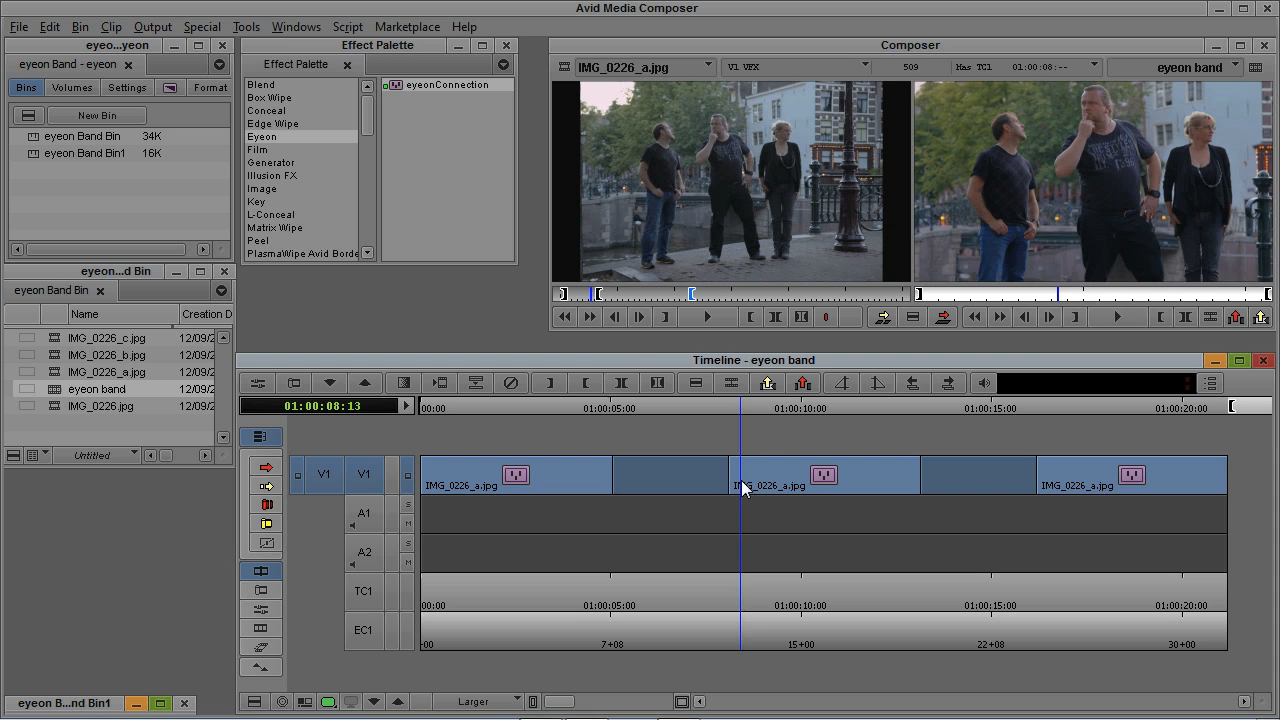 Avid Media Composer
File Edit Bin Clip Output Special Tools Windows Script Marketplace Help
eyeo...yeon
eyeon Band - eyeon
Bins Volumes Settings Format
New Bin
eyeon Band Bin 34K
eyeon Band Bin1 16K
Effect Palette
Effect Palette
Blend
Box Wipe
Conceal
Edge Wipe
Eyeon
Film
Generator
Illusion FX
Image
Key
L-Conceal
Matrix Wipe
Peel
PlasmaWipe Avid Borde
eyeonConnection
Composer
IMG_0226_a.jpg V1 VFX 509 Mas TC1 01:00:08:-- eyeon band
eyeon...d Bin
eyeon Band Bin
Name Creation D
IMG_0226_c.jpg 12/09/2
IMG_0226_b.jpg 12/09/2
IMG_0226_a.jpg 12/09/2
eyeon band 12/09/2
IMG_0226.jpg 12/09/2
Untitled
eyeon B...nd Bin1
Timeline - eyeon band
01:00:08:13
00:00 01:00:05:00 01:00:10:00 01:00:15:00 01:00:20:00
V1 V1
IMG_0226_a.jpg IMG_0226_a.jpg IMG_0226_a.jpg
A1 S M
A2 S M
TC1 00:00 01:00:05:00 01:00:10:00 01:00:15:00 01:00:20:00
EC1 -00 7+08 15+00 22+08 30+00
Larger